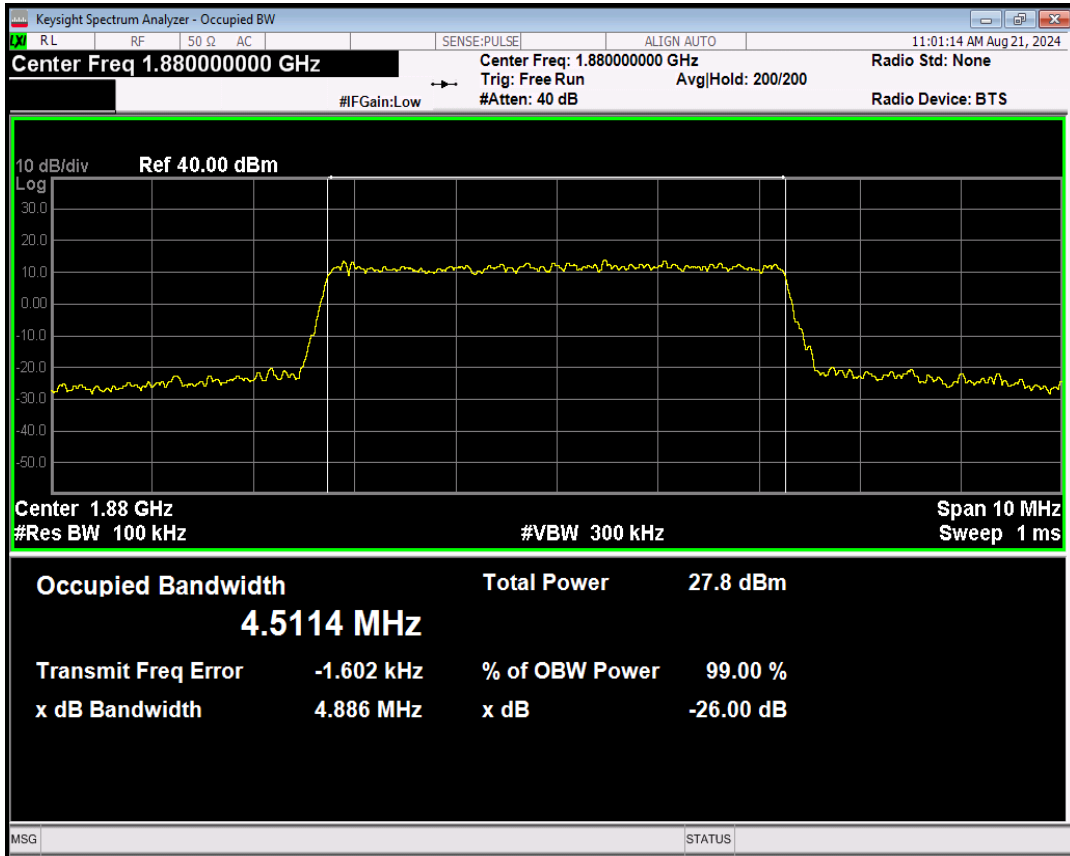 Keysight Spectrum Analyzer - Occupied BW
LXI RL RF 50 Ω AC SENSE:PULSE ALIGN AUTO 11:01:14 AM Aug 21, 2024
Center Freq 1.880000000 GHz Center Freq: 1.880000000 GHz Radio Std: None
Trig: Free Run Avg|Hold: 200/200
#IFGain:Low #Atten: 40 dB Radio Device: BTS
10 dB/div Ref 40.00 dBm
Log
30.0
20.0
10.0
0.00
-10.0
-20.0
-30.0
-40.0
-50.0
Center 1.88 GHz Span 10 MHz
#Res BW 100 kHz #VBW 300 kHz Sweep 1 ms
Occupied Bandwidth Total Power 27.8 dBm
4.5114 MHz
Transmit Freq Error -1.602 kHz % of OBW Power 99.00 %
x dB Bandwidth 4.886 MHz x dB -26.00 dB
MSG STATUS